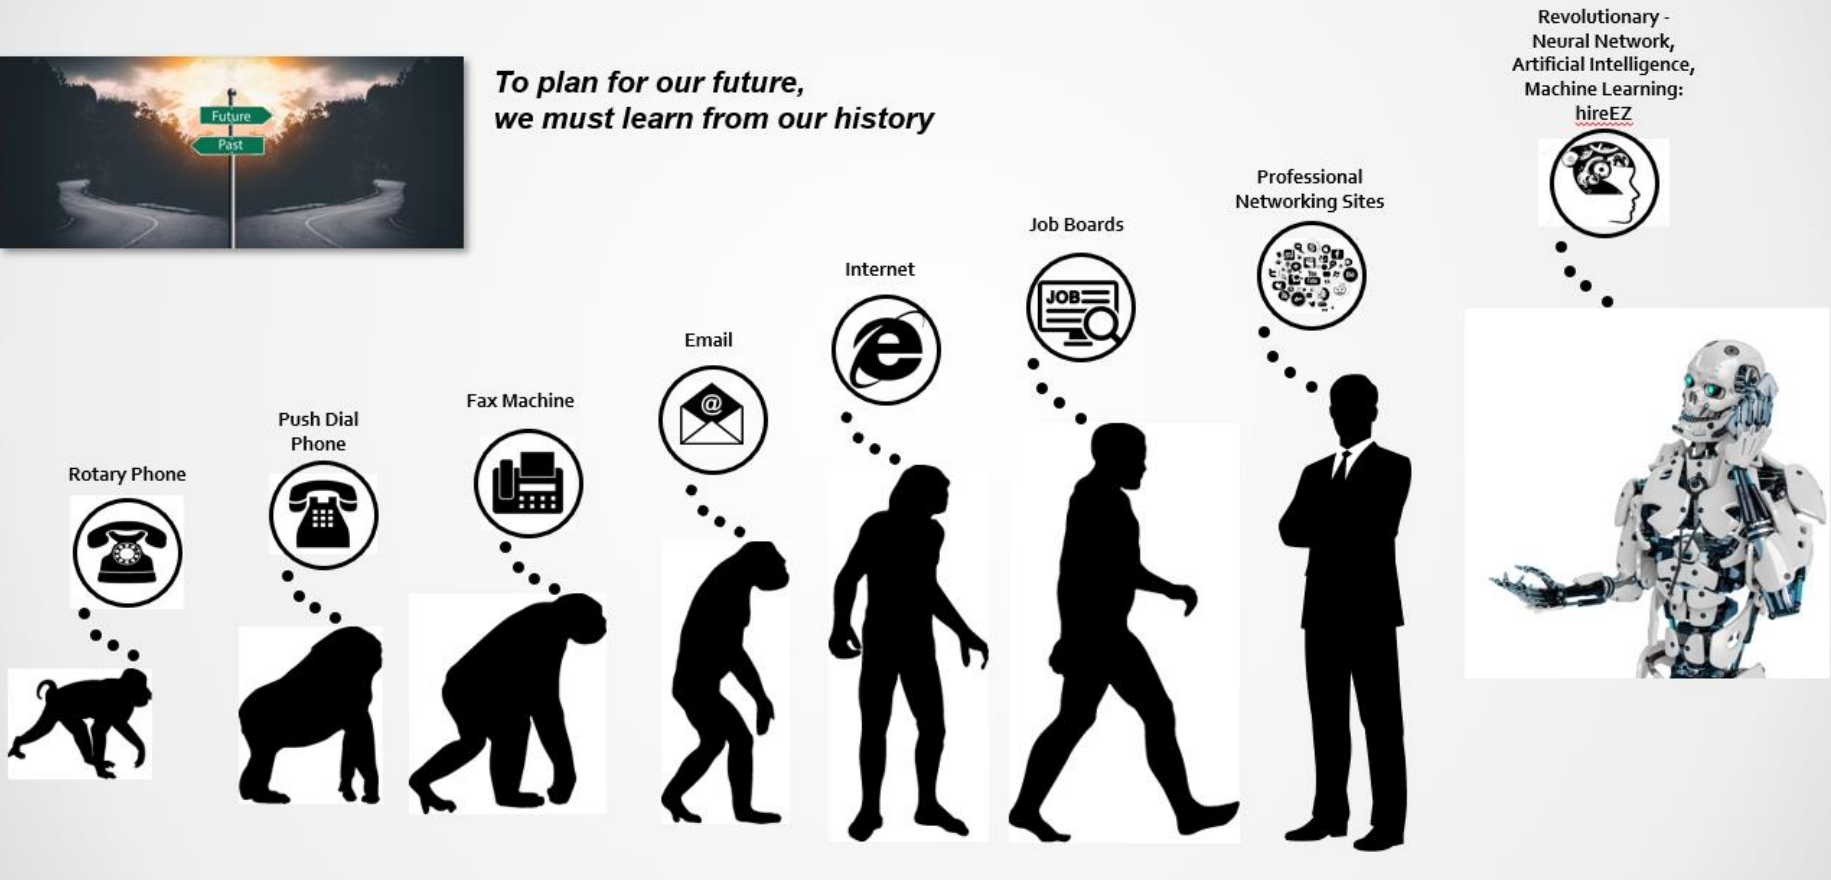 Future
Past
To plan for our future,
we must learn from our history
Rotary Phone
Push Dial
Phone
Fax Machine
Email
@
Internet
Job Boards
JOB
Professional
Networking Sites
Revolutionary -
Neural Network,
Artificial Intelligence,
Machine Learning:
hireEZ